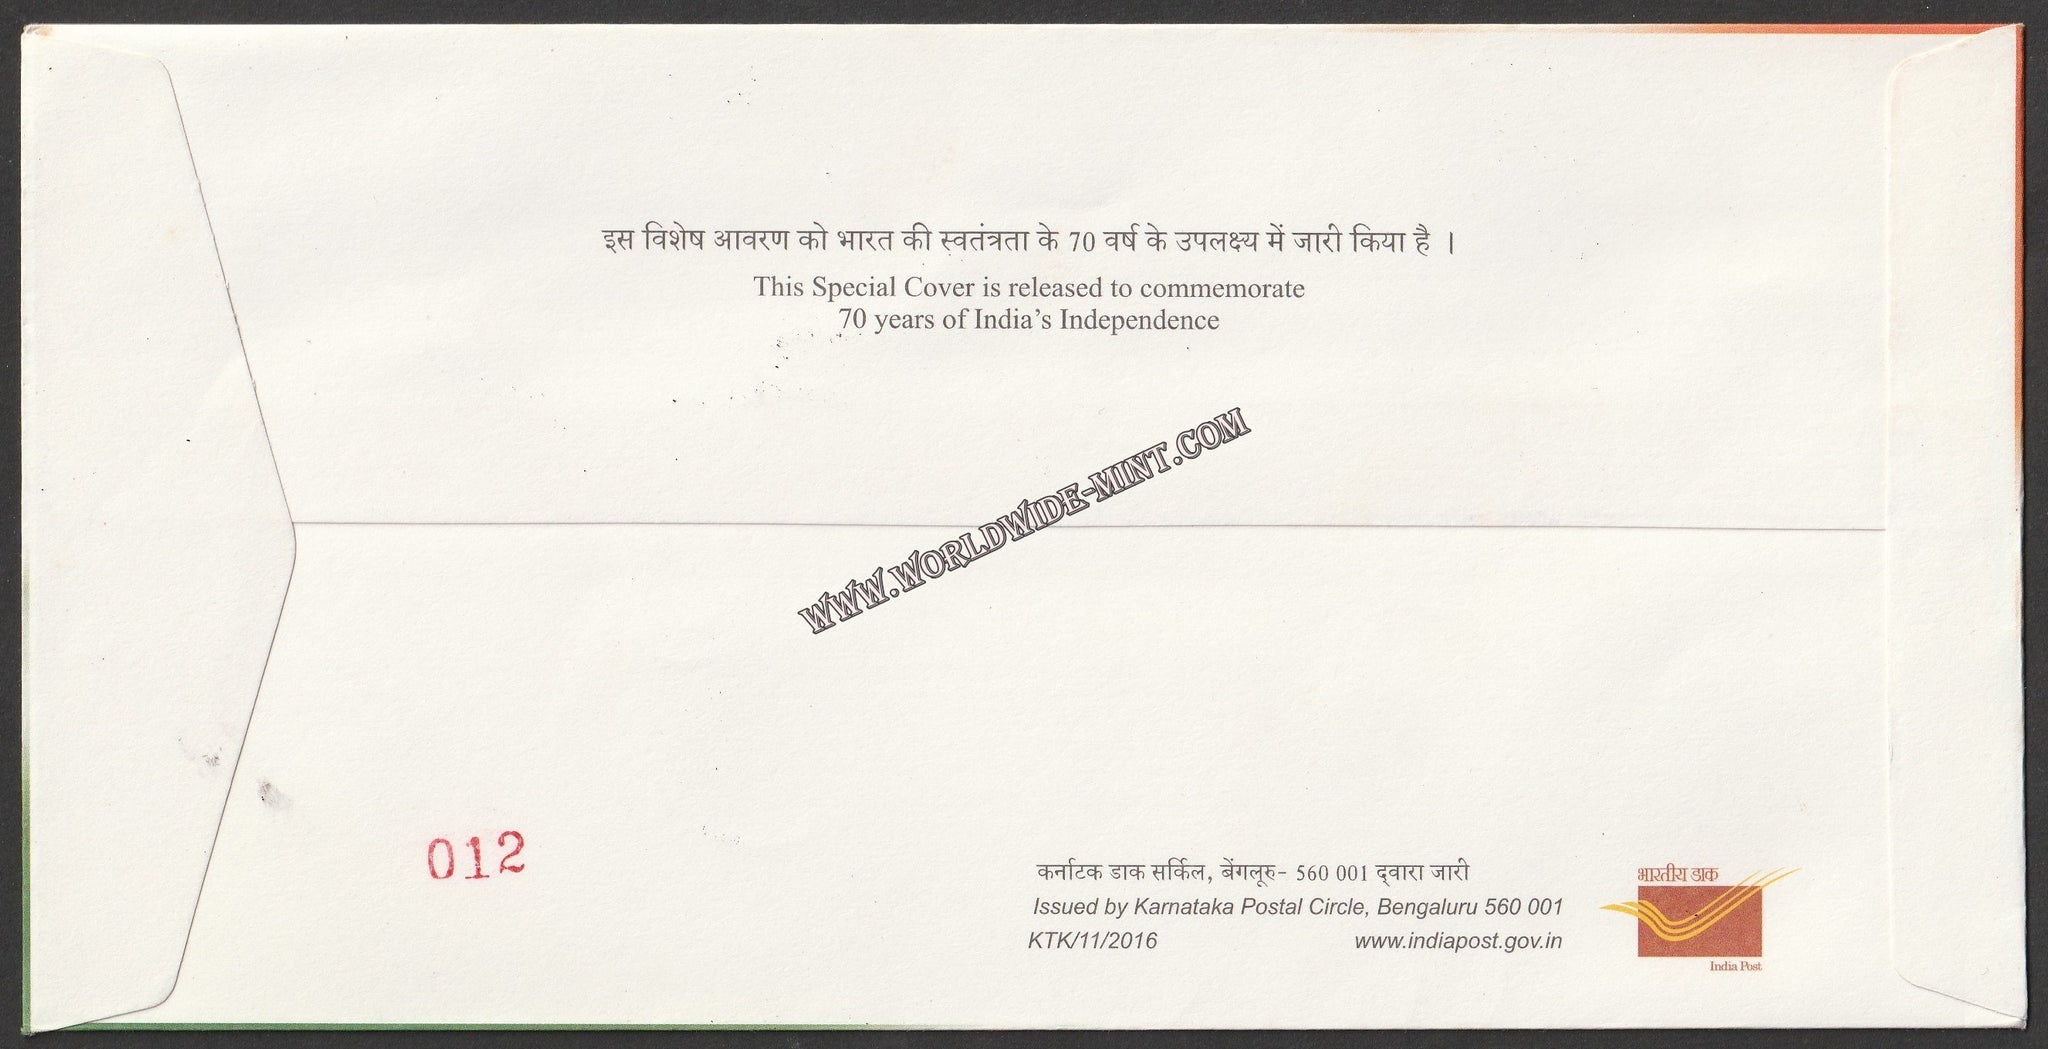 इस विशेष आवरण को भारत की स्वतंत्रता के 70 वर्ष के उपलक्ष्य में जारी किया है ।
This Special Cover is released to commemorate
70 years of India’s Independence
WWW.WORLDWIDE-MINT.COM
012
कर्नाटक डाक सर्किल, बेंगलूरु- 560 001 द्वारा जारी
Issued by Karnataka Postal Circle, Bengaluru 560 001
KTK/11/2016 www.indiapost.gov.in
भारतीय डाक
India Post